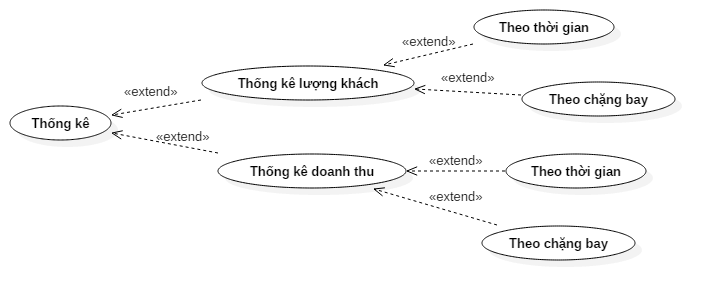 Theo thời gian
«extend»
Thống kê lượng khách
«extend»
«extend»
Theo chặng bay
Thống kê
«extend»
Thống kê doanh thu
«extend»
Theo thời gian
«extend»
Theo chặng bay